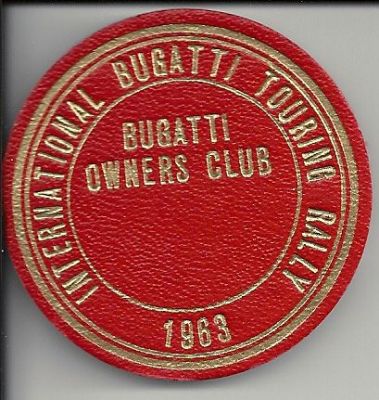 INTERNATIONAL BUGATTI TOURING RALLY
BUGATTI
OWNERS CLUB
1963